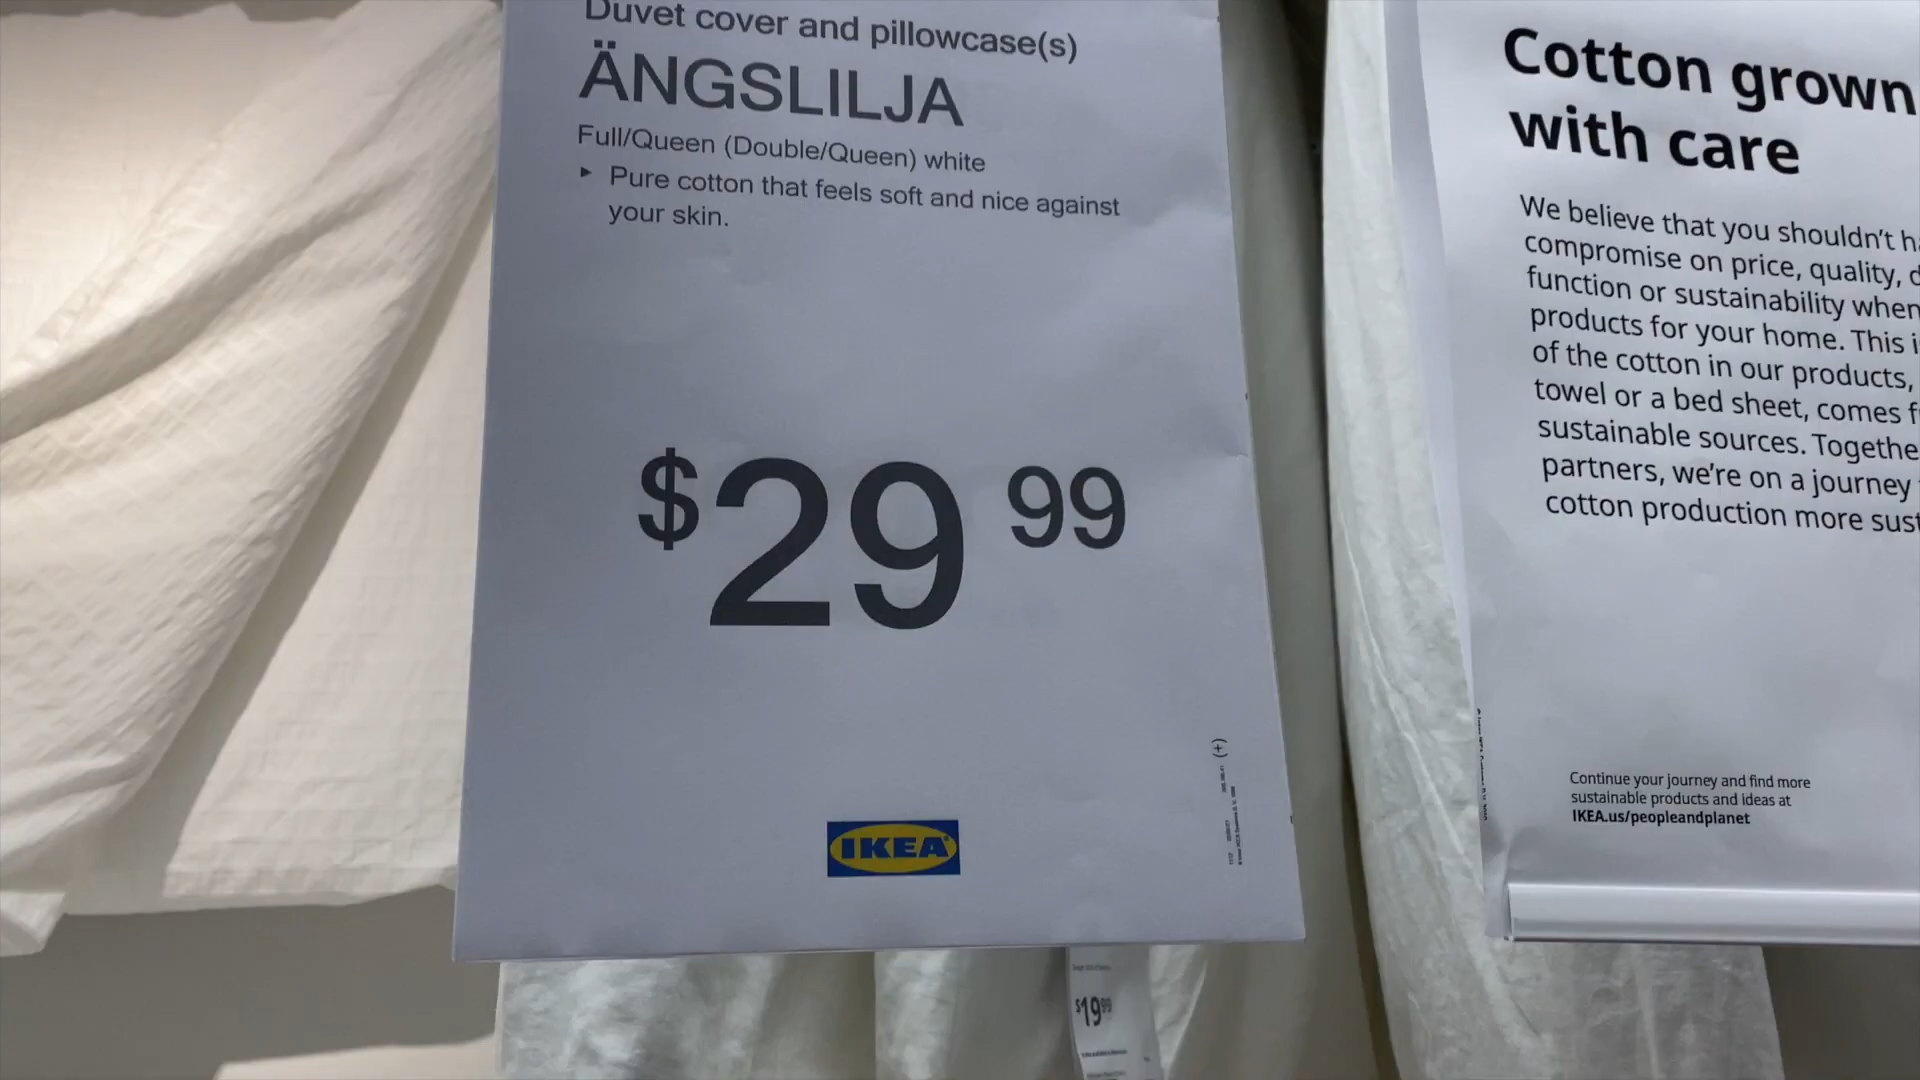 Duvet cover and pillowcase(s)
ÄNGSLILJA
Full/Queen (Double/Queen) white
▸ Pure cotton that feels soft and nice against
your skin.
$29 99
(+)
IKEA
$19 99
Cotton grown
with care
We believe that you shouldn't
compromise on price, quality,
function or sustainability when
products for your home. This
of the cotton in our products,
towel or a bed sheet, comes
sustainable sources.
partners, we're on a journey
cotton production more
Continue your journey and find more
sustainable products and ideas at
IKEA.us/peopleandplanet